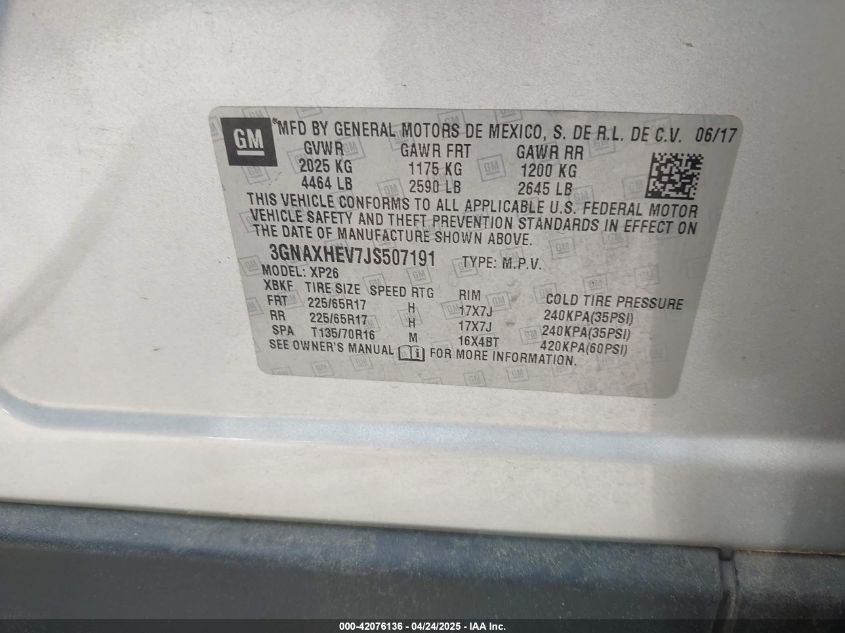 GM
®MFD BY GENERAL MOTORS DE MEXICO, S. DE R.L. DE C.V. 06/17
GVWR GAWR FRT GAWR RR
2025 KG 1175 KG 1200 KG
4464 LB 2590 LB 2645 LB
THIS VEHICLE CONFORMS TO ALL APPLICABLE U.S. FEDERAL MOTOR
VEHICLE SAFETY AND THEFT PREVENTION STANDARDS IN EFFECT ON
THE DATE OF MANUFACTURE SHOWN ABOVE.
3GNAXHEV7JS507191 TYPE: M.P.V.
MODEL: XP26
XBKF TIRE SIZE SPEED RTG RIM COLD TIRE PRESSURE
FRT 225/65R17 H 17X7J 240KPA(35PSI)
RR 225/65R17 H 17X7J 240KPA(35PSI)
SPA T135/70R16 M 16X4BT 420KPA(60PSI)
SEE OWNER'S MANUAL FOR MORE INFORMATION.
000-42076136 - 04/24/2025 - IAA Inc.